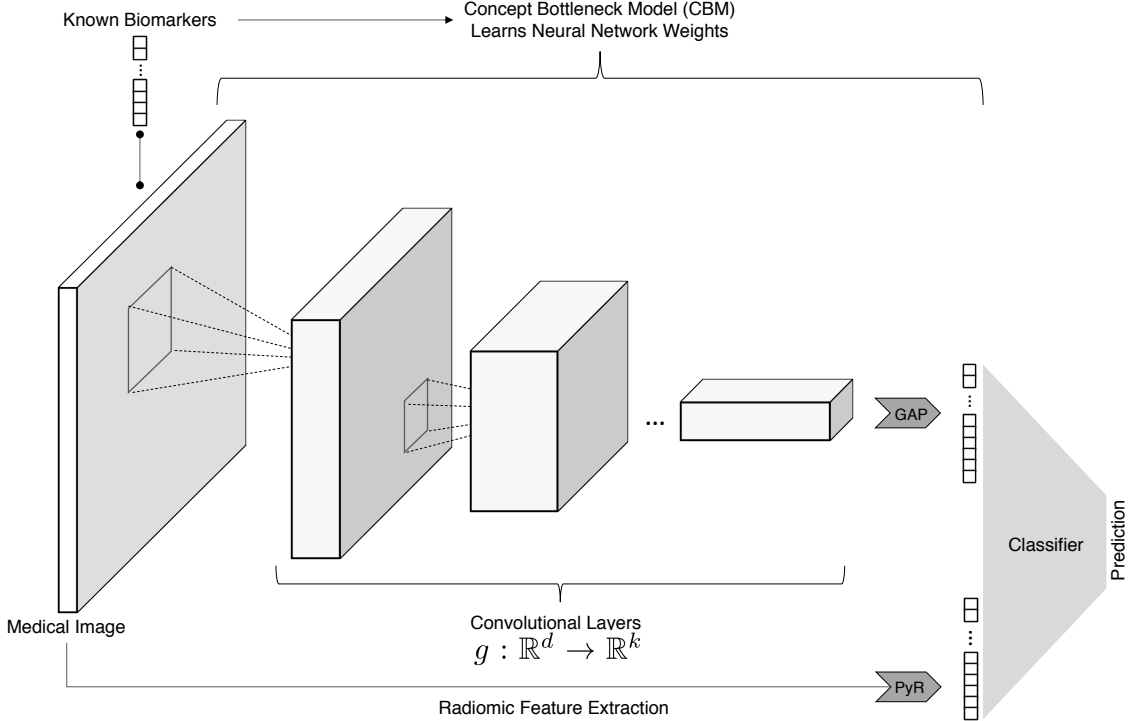 Known Biomarkers
Concept Bottleneck Model (CBM)
Learns Neural Network Weights
...
GAP
Classifier
Prediction
Medical Image
Convolutional Layers
g : ℝ^d → ℝ^k
PyR
Radiomic Feature Extraction